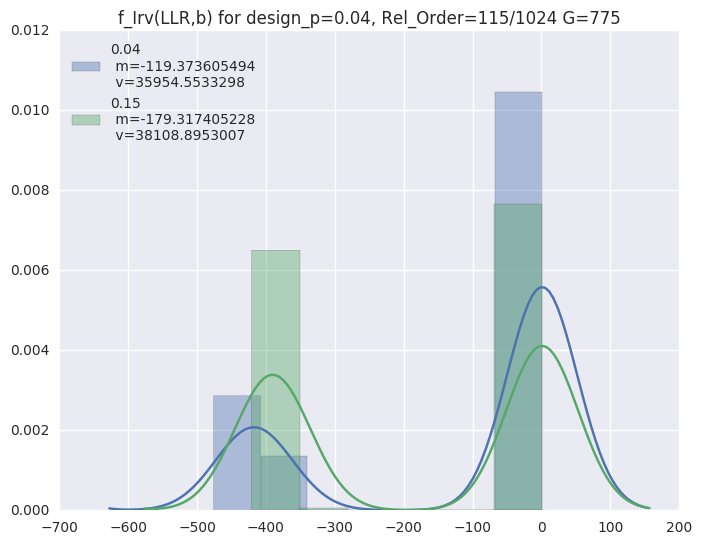 f_Irv(LLR,b) for design_p=0.04, Rel_Order=115/1024 G=775
0.04
m=-119.373605494
v=35954.5533298
0.15
m=-179.317405228
v=38108.8953007
0.012
0.010
0.008
0.006
0.004
0.002
0.000
−700 −600 −500 −400 −300 −200 −100 0 100 200